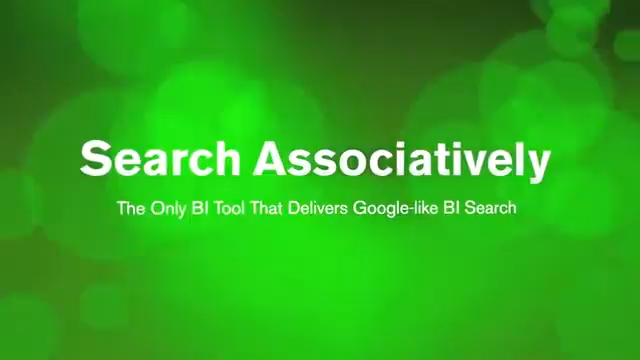 Search Associatively
The Only BI Tool That Delivers Google-like BI Search